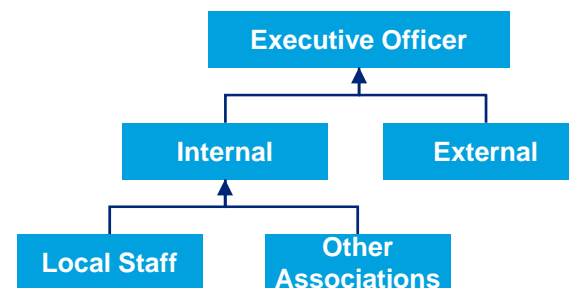 Executive Officer
Internal
External
Local Staff
Other
Associations